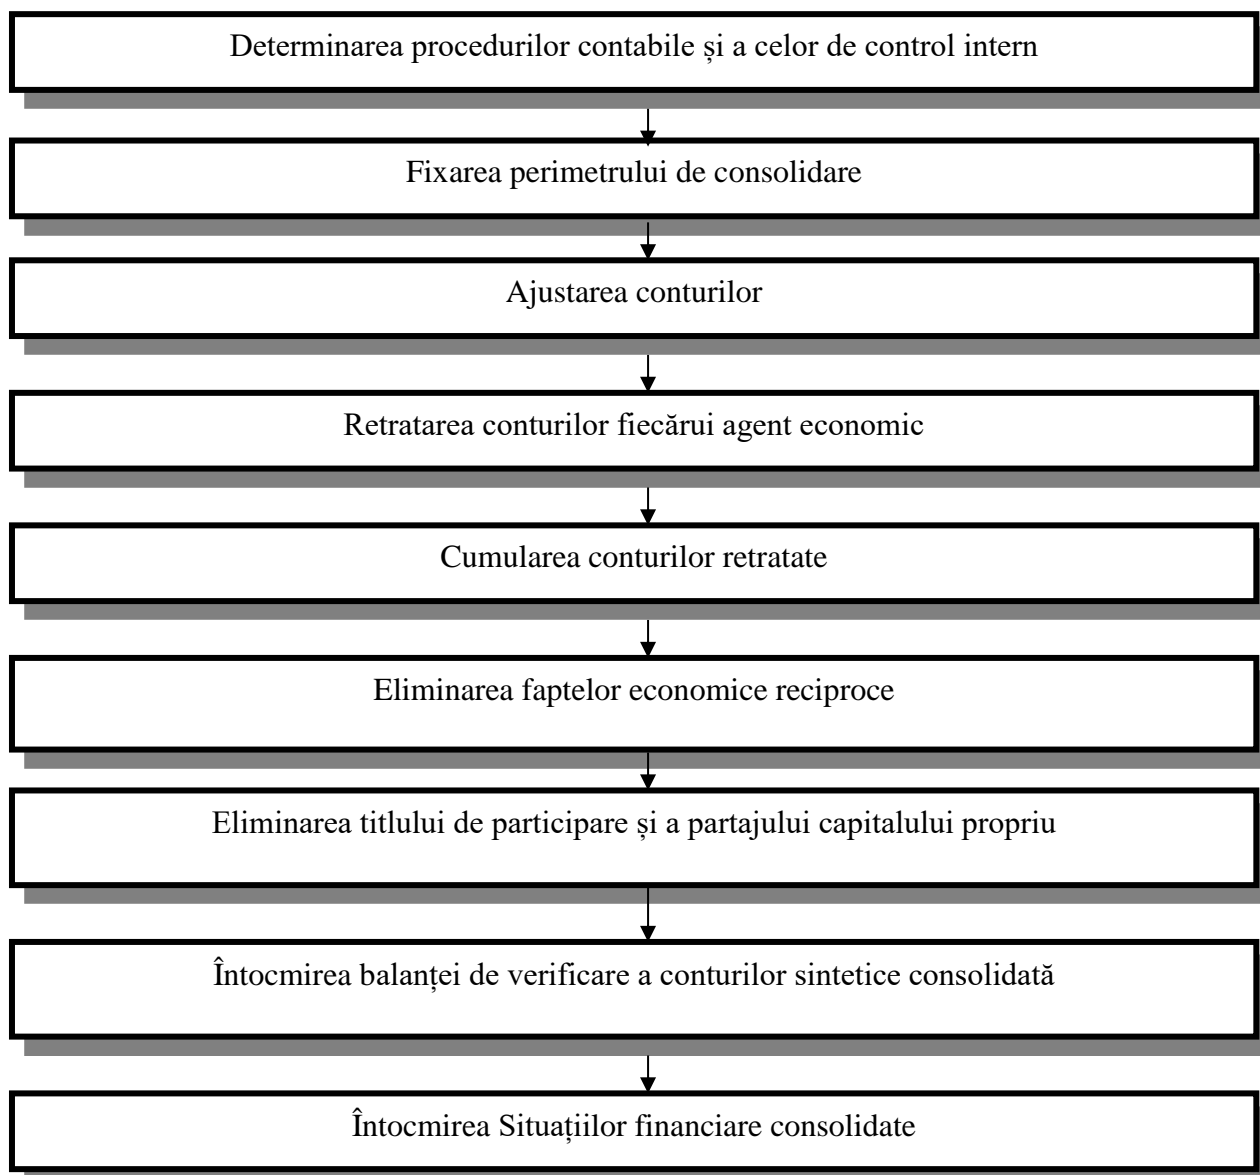 Determinarea procedurilor contabile și a celor de control intern
Fixarea perimetrului de consolidare
Ajustarea conturilor
Retratarea conturilor fiecărui agent economic
Cumularea conturilor retratate
Eliminarea faptelor economice reciproce
Eliminarea titlului de participare și a partajului capitalului propriu
Întocmirea balanței de verificare a conturilor sintetice consolidată
Întocmirea Situațiilor financiare consolidate